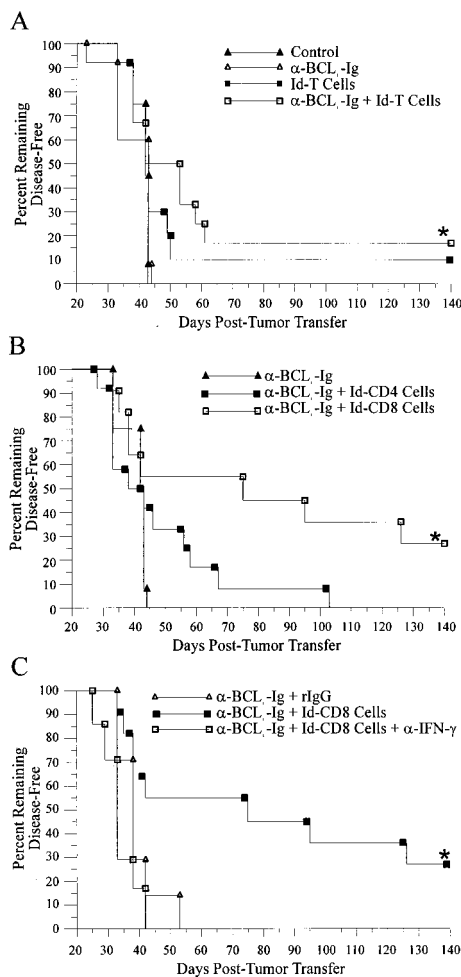 A
Percent Remaining
Disease-Free
100
90
80
70
60
50
40
30
20
10
0
Control
α-BCL₁-Ig
Id-T Cells
α-BCL₁-Ig + Id-T Cells
*
20 30 40 50 60 70 80 90 100 110 120 130 140
Days Post-Tumor Transfer
B
Percent Remaining
Disease-Free
100
90
80
70
60
50
40
30
20
10
0
α-BCL₁-Ig
α-BCL₁-Ig + Id-CD4 Cells
α-BCL₁-Ig + Id-CD8 Cells
*
20 30 40 50 60 70 80 90 100 110 120 130 140
Days Post-Tumor Transfer
C
Percent Remaining
Disease-Free
100
90
80
70
60
50
40
30
20
10
0
α-BCL₁-Ig + rIgG
α-BCL₁-Ig + Id-CD8 Cells
α-BCL₁-Ig + Id-CD8 Cells + α-IFN-γ
*
20 30 40 50 60 70 80 90 100 110 120 130 140
Days Post-Tumor Transfer